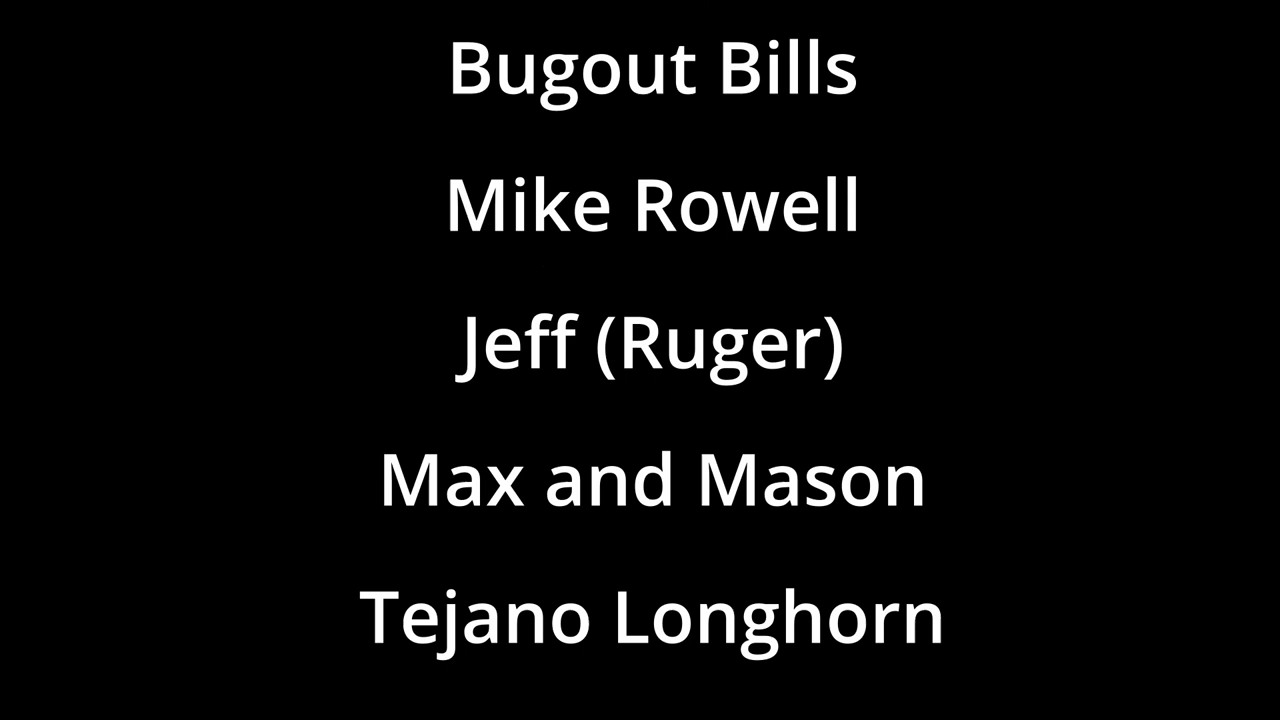 Bugout Bills
Mike Rowell
Jeff (Ruger)
Max and Mason
Tejano Longhorn